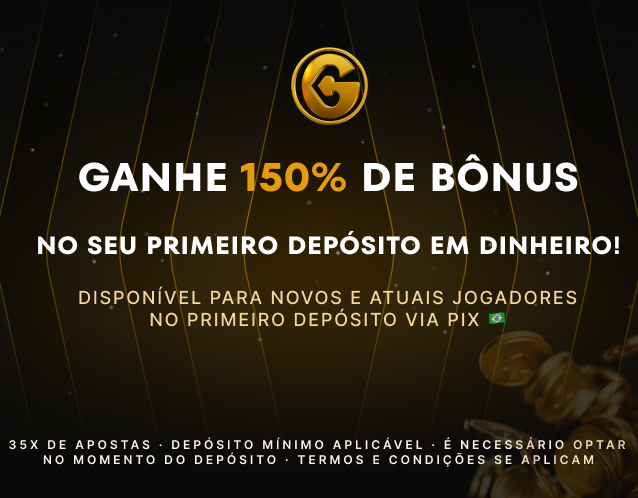 GANHE 150% DE BÔNUS
NO SEU PRIMEIRO DEPÓSITO EM DINHEIRO!
DISPONÍVEL PARA NOVOS E ATUAIS JOGADORES
NO PRIMEIRO DEPÓSITO VIA PIX 🇧🇷
35X DE APOSTAS · DEPÓSITO MÍNIMO APLICÁVEL · É NECESSÁRIO OPTAR
NO MOMENTO DO DEPÓSITO · TERMOS E CONDIÇÕES SE APLICAM